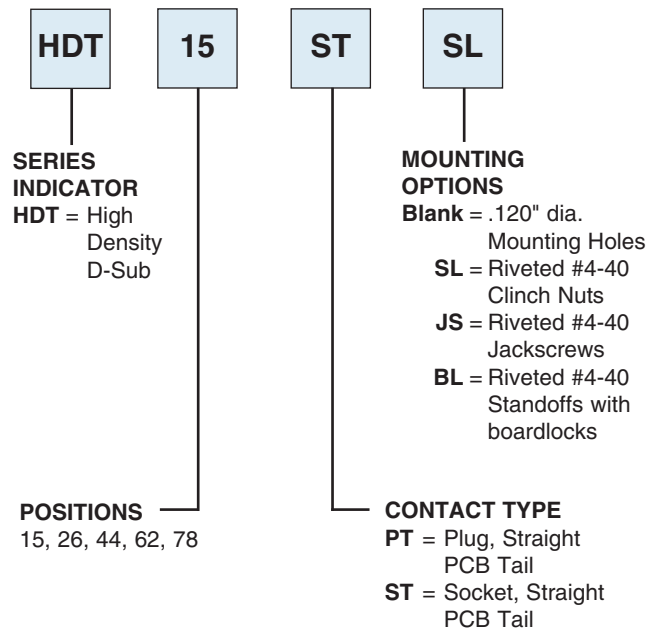 HDT 15 ST SL
SERIES
INDICATOR
HDT = High
Density
D-Sub
MOUNTING
OPTIONS
Blank = .120" dia.
Mounting Holes
SL = Riveted #4-40
Clinch Nuts
JS = Riveted #4-40
Jackscrews
BL = Riveted #4-40
Standoffs with
boardlocks
POSITIONS
15, 26, 44, 62, 78
CONTACT TYPE
PT = Plug, Straight
PCB Tail
ST = Socket, Straight
PCB Tail